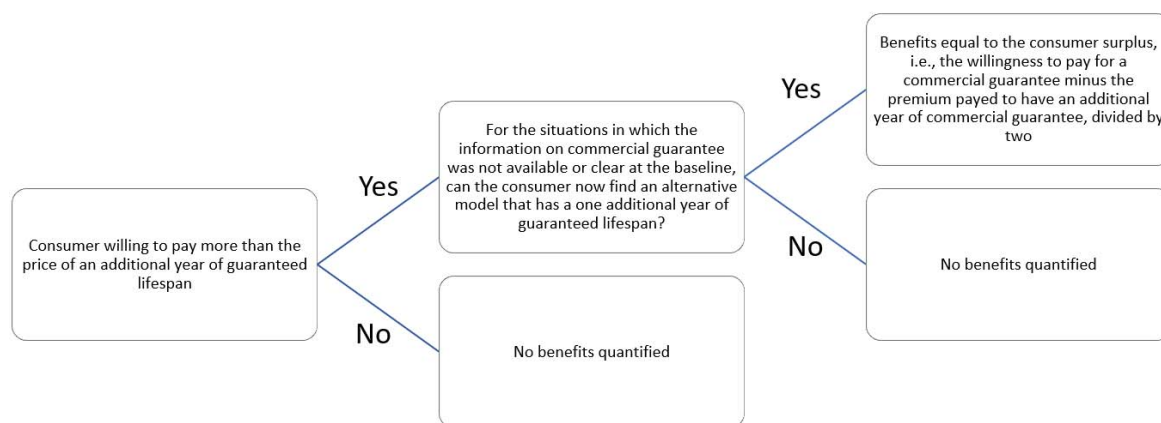 Consumer willing to pay more than the
price of an additional year of guaranteed
lifespan
Yes
No
For the situations in which the
information on commercial guarantee
was not available or clear at the baseline,
can the consumer now find an alternative
model that has a one additional year of
guaranteed lifespan?
No benefits quantified
Yes
No
Benefits equal to the consumer surplus,
i.e., the willingness to pay for a
commercial guarantee minus the
premium payed to have an additional
year of commercial guarantee, divided by
two
No benefits quantified